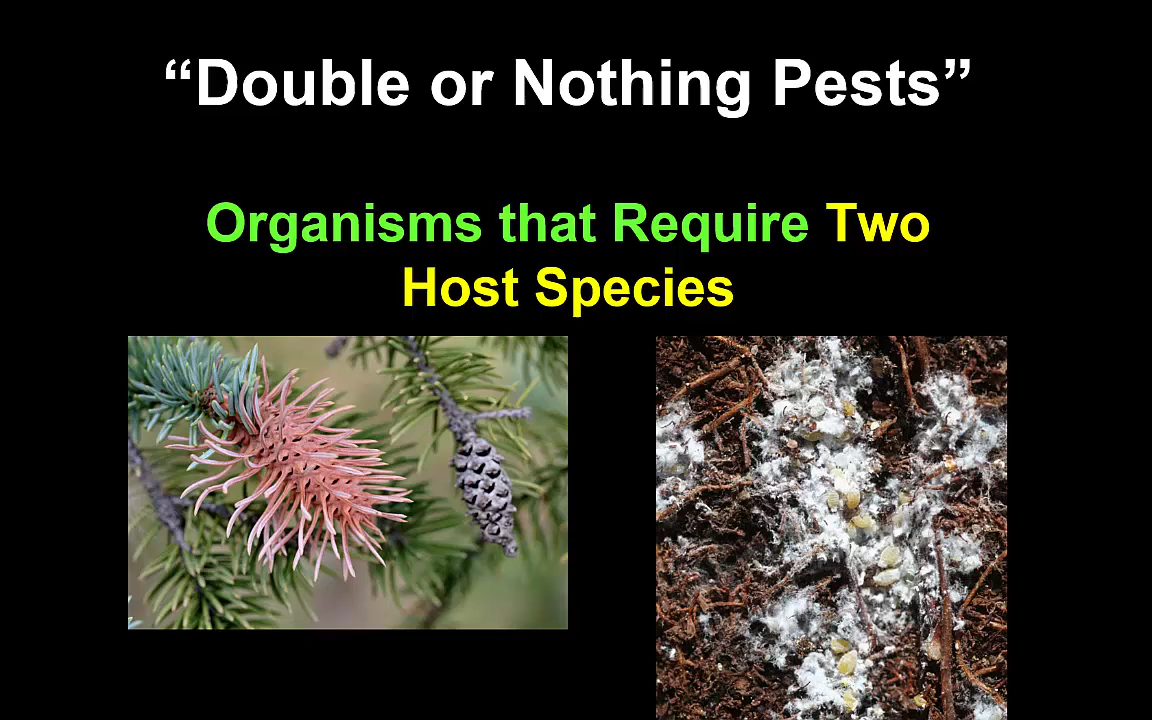 “Double or Nothing Pests”
Organisms that Require Two
Host Species